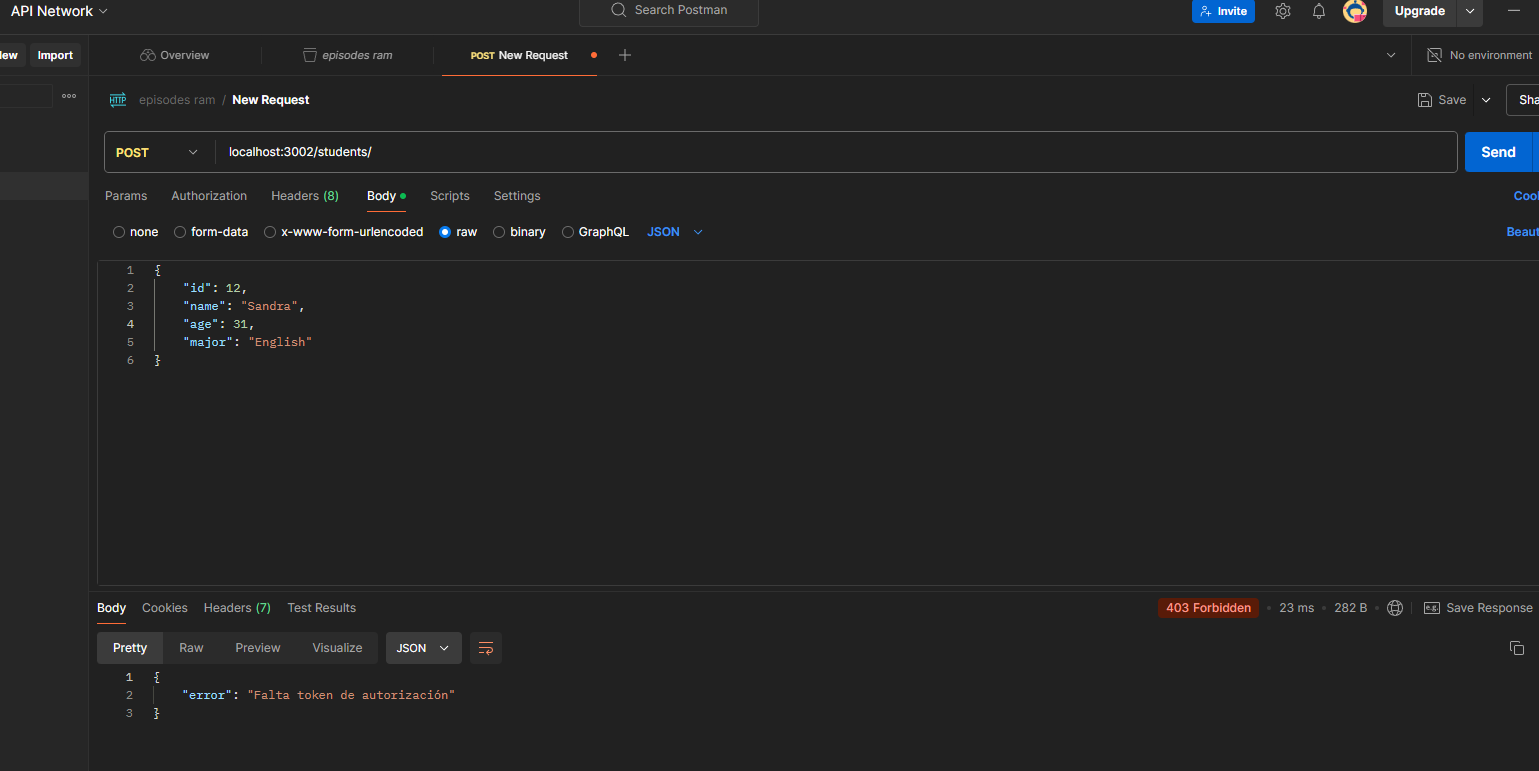 API Network
Search Postman
Invite
Upgrade
Import
Overview
episodes ram
POST New Request
No environment
HTTP episodes ram / New Request
Save
POST
localhost:3002/students/
Send
Params Authorization Headers (8) Body Scripts Settings
none form-data x-www-form-urlencoded raw binary GraphQL JSON
1 {
2 "id": 12,
3 "name": "Sandra",
4 "age": 31,
5 "major": "English"
6 }
Body Cookies Headers (7) Test Results
403 Forbidden 23 ms 282 B e.g. Save Response
Pretty Raw Preview Visualize JSON
1 {
2 "error": "Falta token de autorización"
3 }